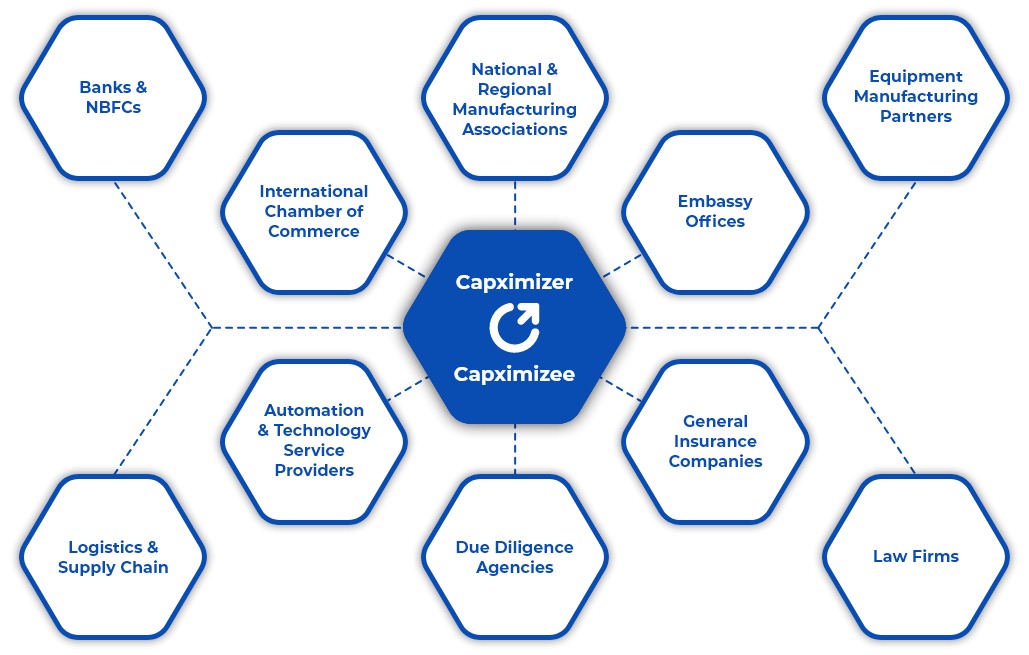 Banks &
NBFCs
National &
Regional
Manufacturing
Associations
Equipment
Manufacturing
Partners
International
Chamber of
Commerce
Embassy
Offices
Capximizer
Capximizee
Automation
& Technology
Service
Providers
General
Insurance
Companies
Logistics &
Supply Chain
Due Diligence
Agencies
Law Firms